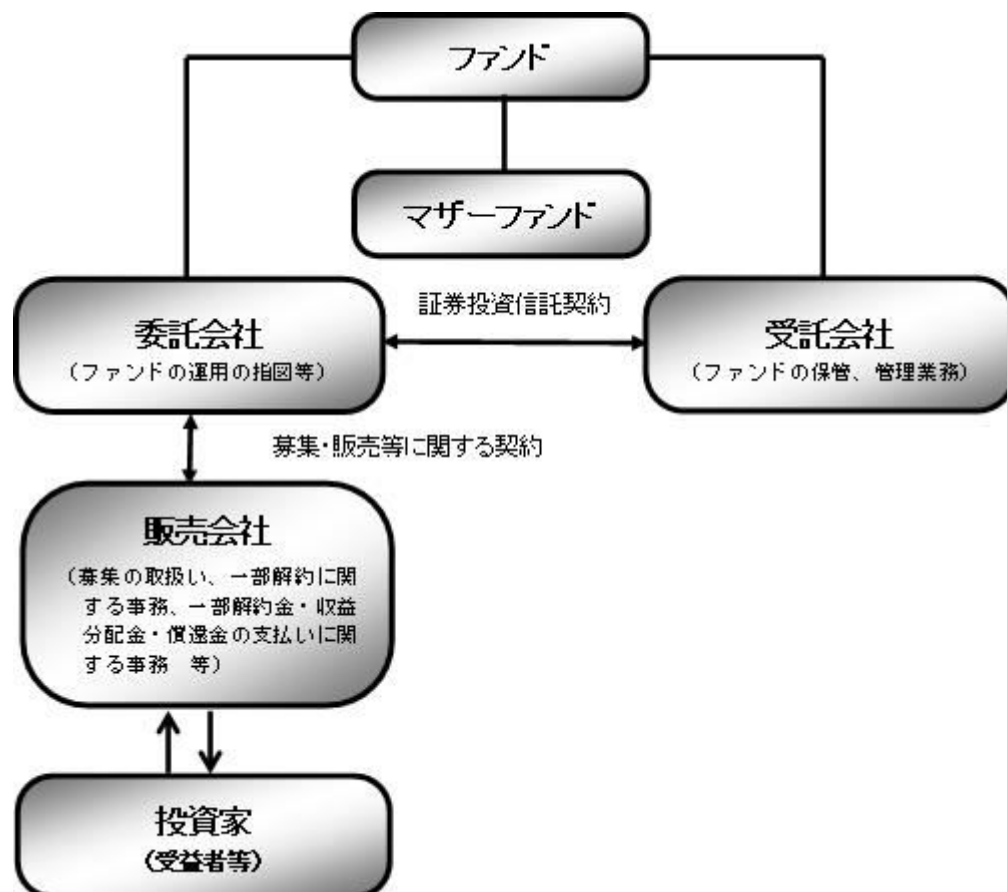 ファンド
マザーファンド
証券投資信託契約
委託会社
（ファンドの運用の指図等）
受託会社
（ファンドの保管、管理業務）
募集・販売等に関する契約
販売会社
（募集の取扱い、一部解約に関
する事務、一部解約金・収益
分配金・償還金の支払いに関
する事務　等）
投資家
（受益者等）